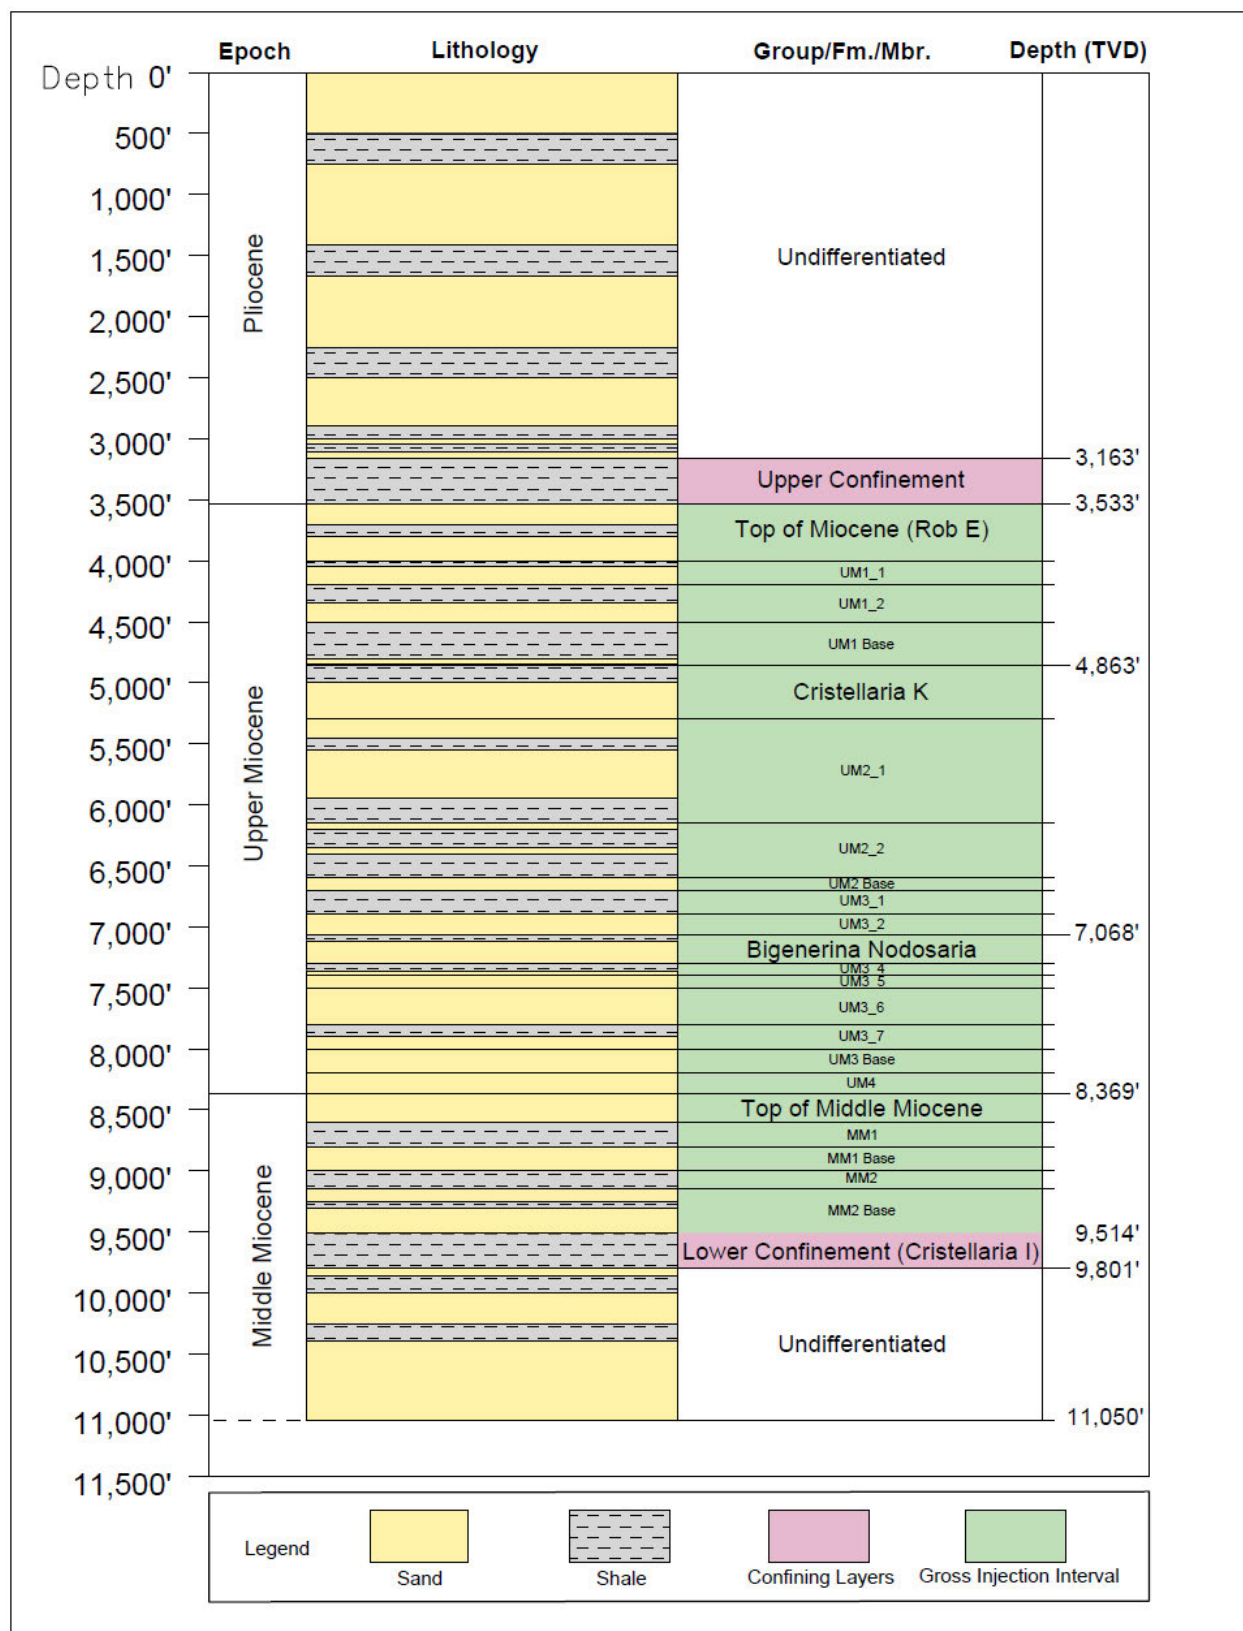 Epoch Lithology Group/Fm./Mbr. Depth (TVD)
Depth 0'
500'
1,000'
1,500'
2,000'
2,500'
3,000'
3,500'
4,000'
4,500'
5,000'
5,500'
6,000'
6,500'
7,000'
7,500'
8,000'
8,500'
9,000'
9,500'
10,000'
10,500'
11,000'
11,500'
Pliocene
Upper Miocene
Middle Miocene
Undifferentiated
Upper Confinement
Top of Miocene (Rob E)
UM1_1
UM1_2
UM1 Base
Cristellaria K
UM2_1
UM2_2
UM2 Base
UM3_1
UM3_2
Bigenerina Nodosaria
UM3_4
UM3_5
UM3_6
UM3_7
UM3 Base
UM4
Top of Middle Miocene
MM1
MM1 Base
MM2
MM2 Base
Lower Confinement (Cristellaria I)
Undifferentiated
3,163'
3,533'
4,863'
7,068'
8,369'
9,514'
9,801'
11,050'
Legend
Sand
Shale
Confining Layers
Gross Injection Interval